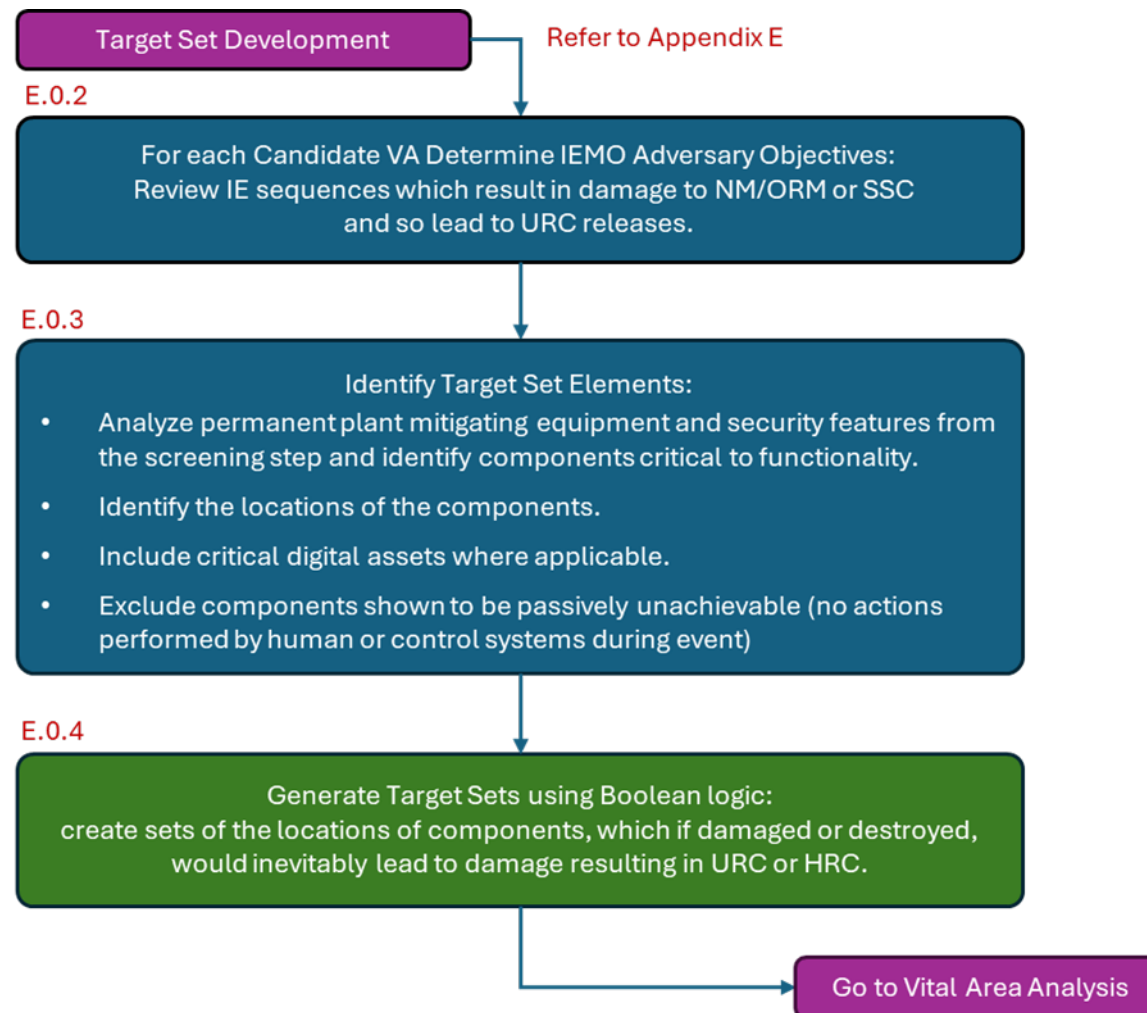 Target Set Development
Refer to Appendix E
E.0.2
For each Candidate VA Determine IEMO Adversary Objectives:
Review IE sequences which result in damage to NM/ORM or SSC
and so lead to URC releases.
E.0.3
Identify Target Set Elements:
• Analyze permanent plant mitigating equipment and security features from
the screening step and identify components critical to functionality.
• Identify the locations of the components.
• Include critical digital assets where applicable.
• Exclude components shown to be passively unachievable (no actions
performed by human or control systems during event)
E.0.4
Generate Target Sets using Boolean logic:
create sets of the locations of components, which if damaged or destroyed,
would inevitably lead to damage resulting in URC or HRC.
Go to Vital Area Analysis